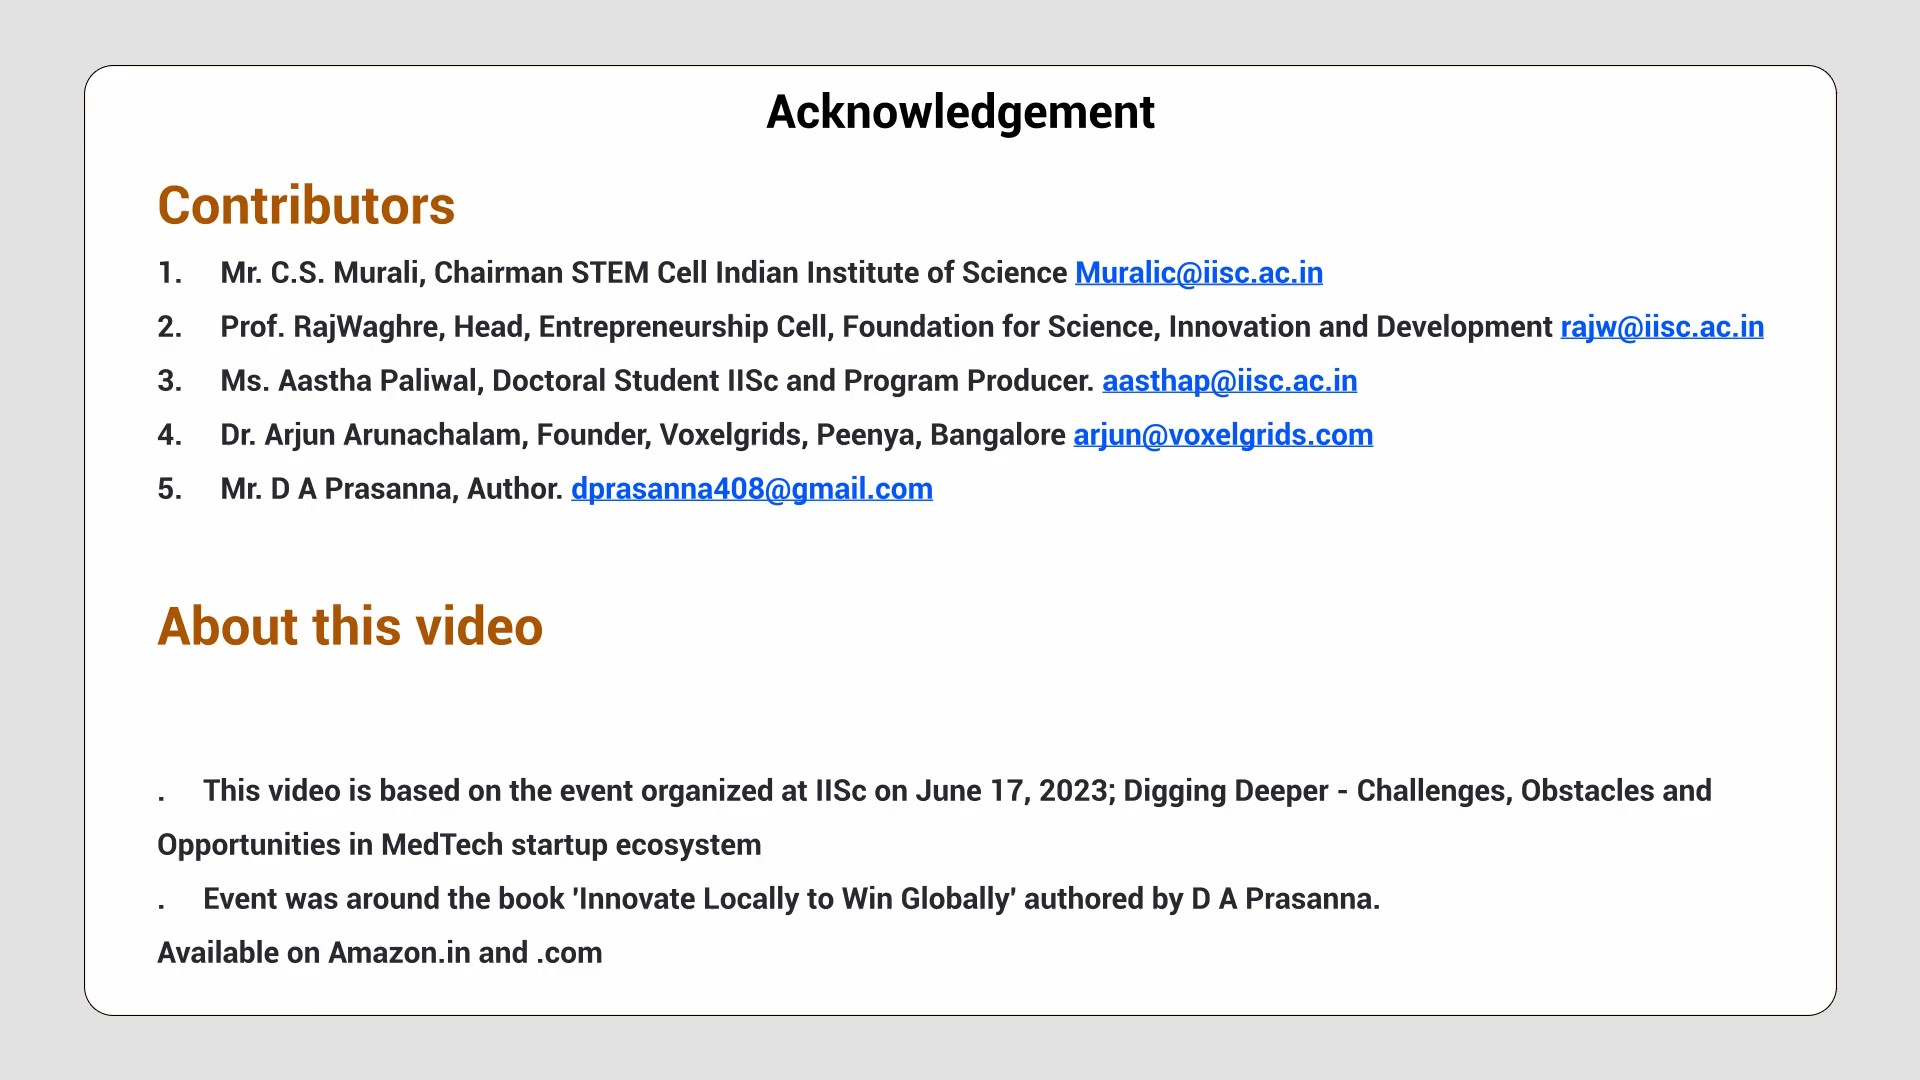 Acknowledgement
Contributors
1. Mr. C.S. Murali, Chairman STEM Cell Indian Institute of Science Muralic@iisc.ac.in
2. Prof. RajWaghre, Head, Entrepreneurship Cell, Foundation for Science, Innovation and Development rajw@iisc.ac.in
3. Ms. Aastha Paliwal, Doctoral Student IISc and Program Producer. aasthap@iisc.ac.in
4. Dr. Arjun Arunachalam, Founder, Voxelgrids, Peenya, Bangalore arjun@voxelgrids.com
5. Mr. D A Prasanna, Author. dprasanna408@gmail.com
About this video
. This video is based on the event organized at IISc on June 17, 2023; Digging Deeper - Challenges, Obstacles and
Opportunities in MedTech startup ecosystem
. Event was around the book 'Innovate Locally to Win Globally' authored by D A Prasanna.
Available on Amazon.in and .com